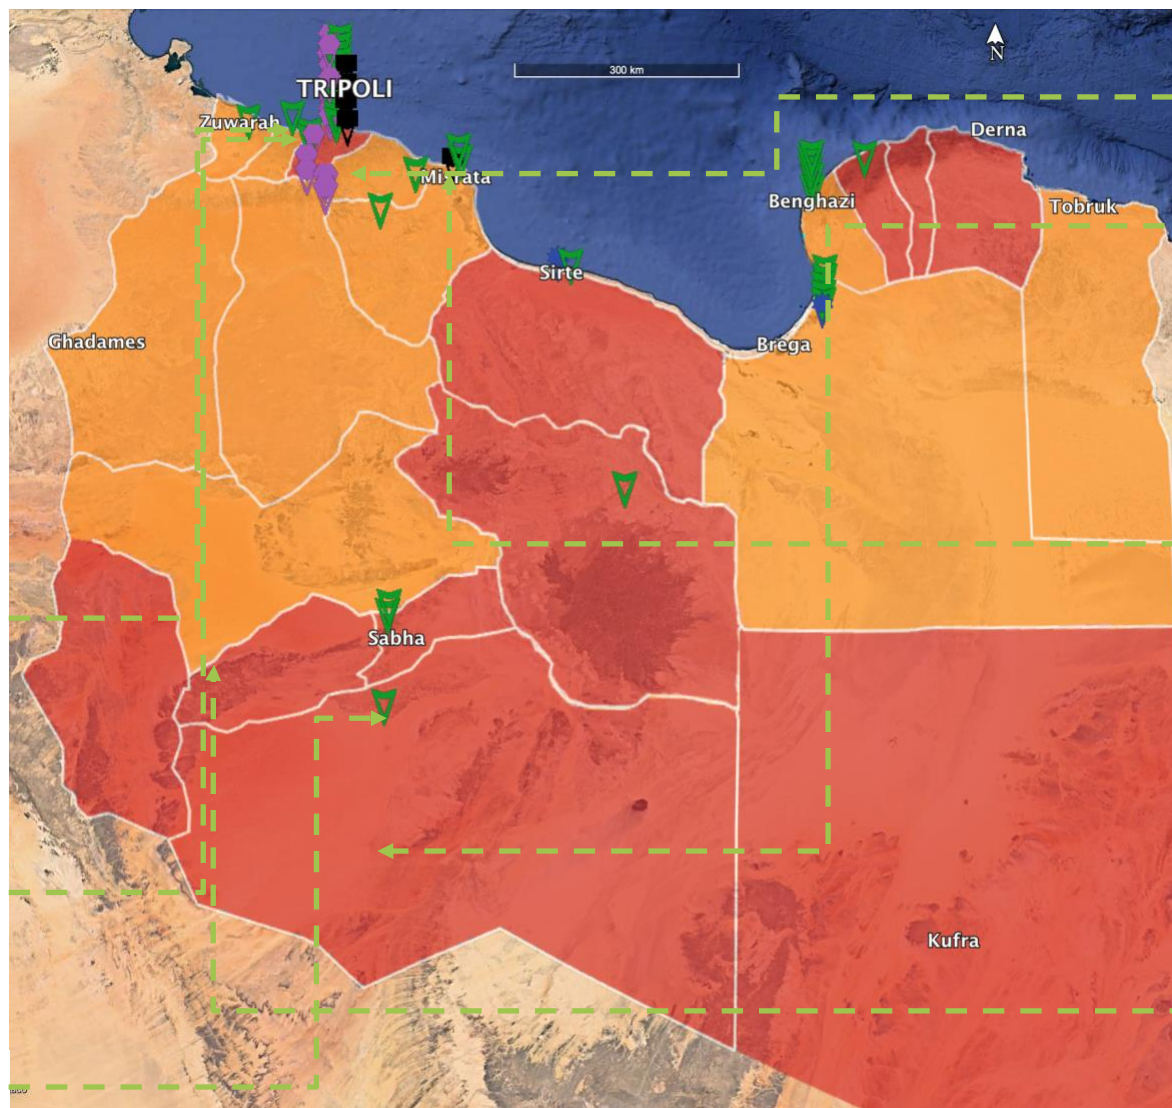 N
300 km
TRIPOLI
Zuwarah
Derna
Misrata
Benghazi
Tobruk
Sirte
Ghadames
Brega
Sabha
Kufra